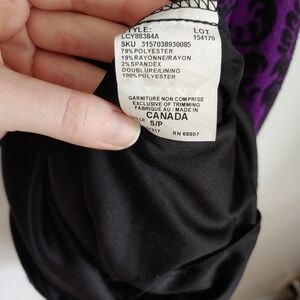 STYLE: LOT
LCY88384A 154170
SKU 3157038930085
79% POLYESTER
19% RAYONNE/RAYON
2% SPANDEX
DOUBLURE/LINING
100% POLYESTER
GARNITURE NON COMPRISE
EXCLUSIVE OF TRIMMING
FABRIQUE AU / MADE IN
CANADA
S/P
RN 68907